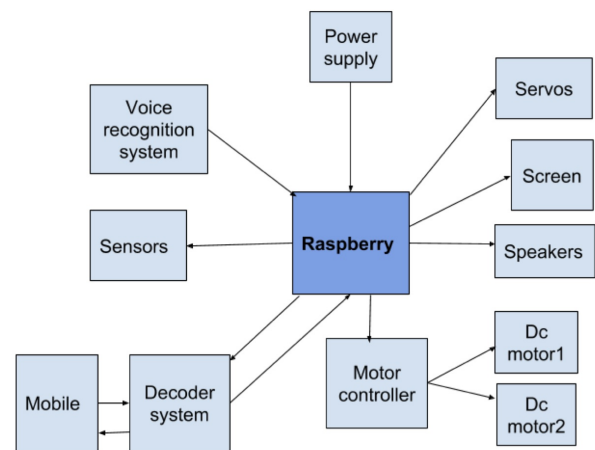 Power
supply
Servos
Voice
recognition
system
Screen
Sensors
Raspberry
Speakers
Dc
motor1
Motor
controller
Mobile
Decoder
system
Dc
motor2